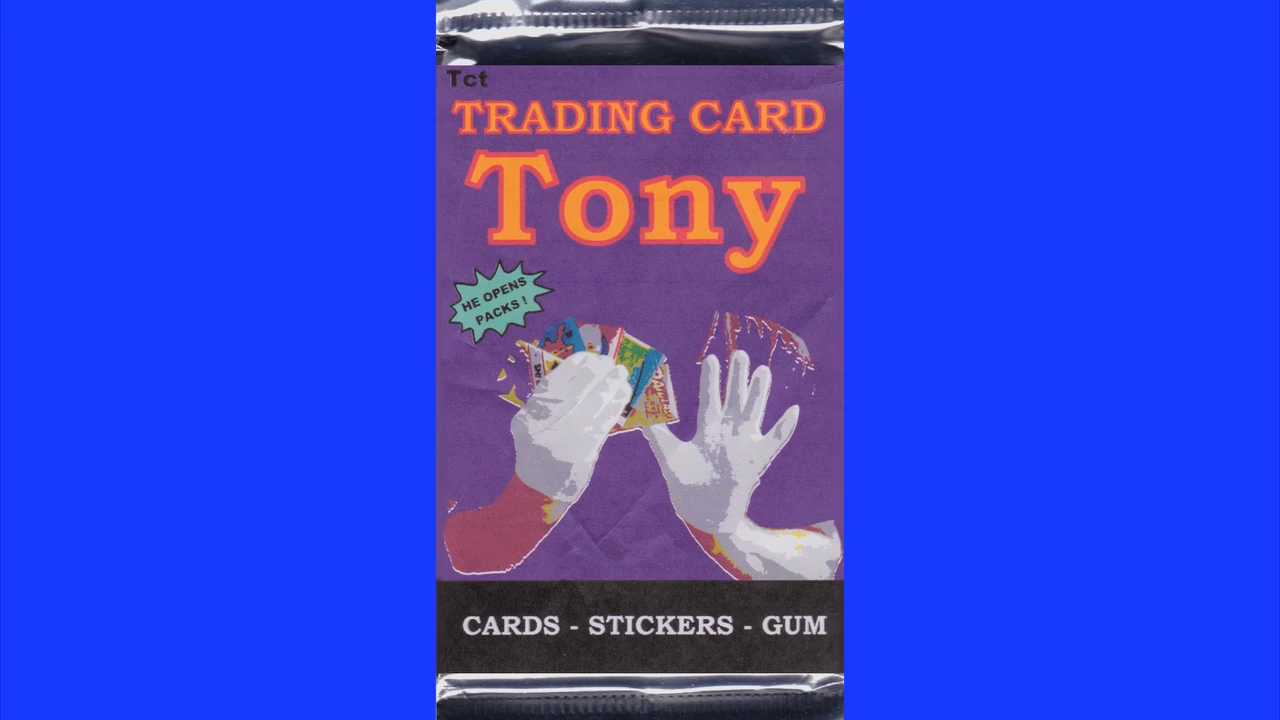 Tct
TRADING CARD
Tony
HE OPENS
PACKS !
CARDS - STICKERS - GUM